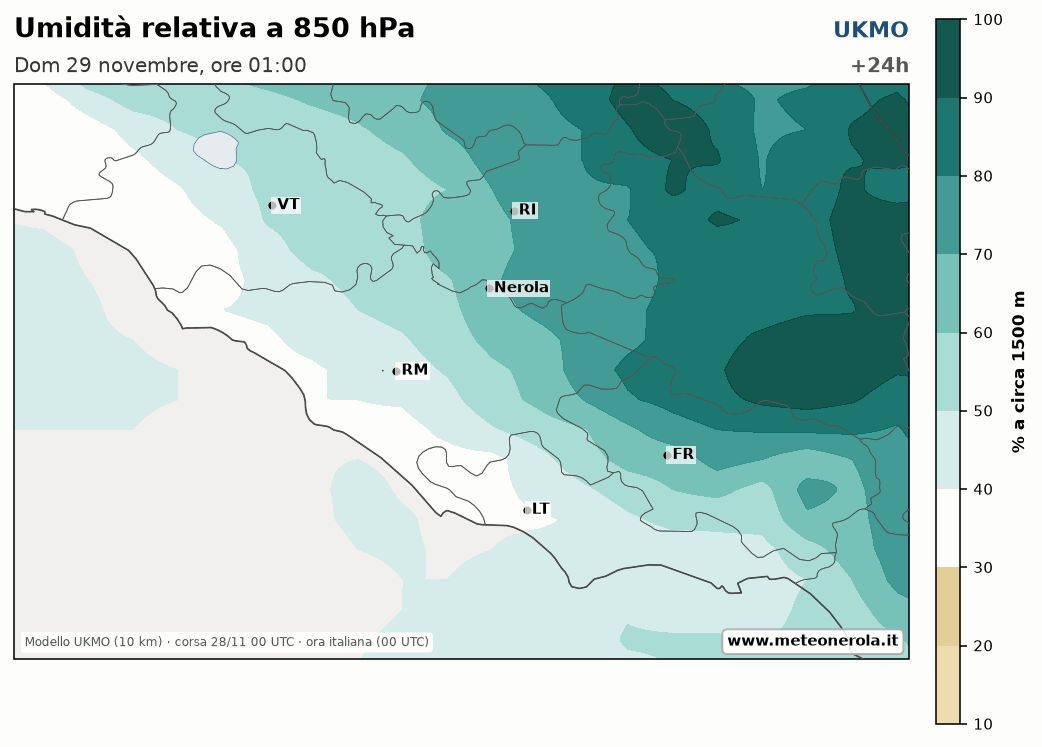 Umidità relativa a 850 hPa
UKMO
Dom 29 novembre, ore 01:00
+24h
VT
RI
Nerola
RM
FR
LT
Modello UKMO (10 km) · corsa 28/11 00 UTC · ora italiana (00 UTC)
www.meteonerola.it
100
90
80
70
60
50
40
30
20
10
% a circa 1500 m